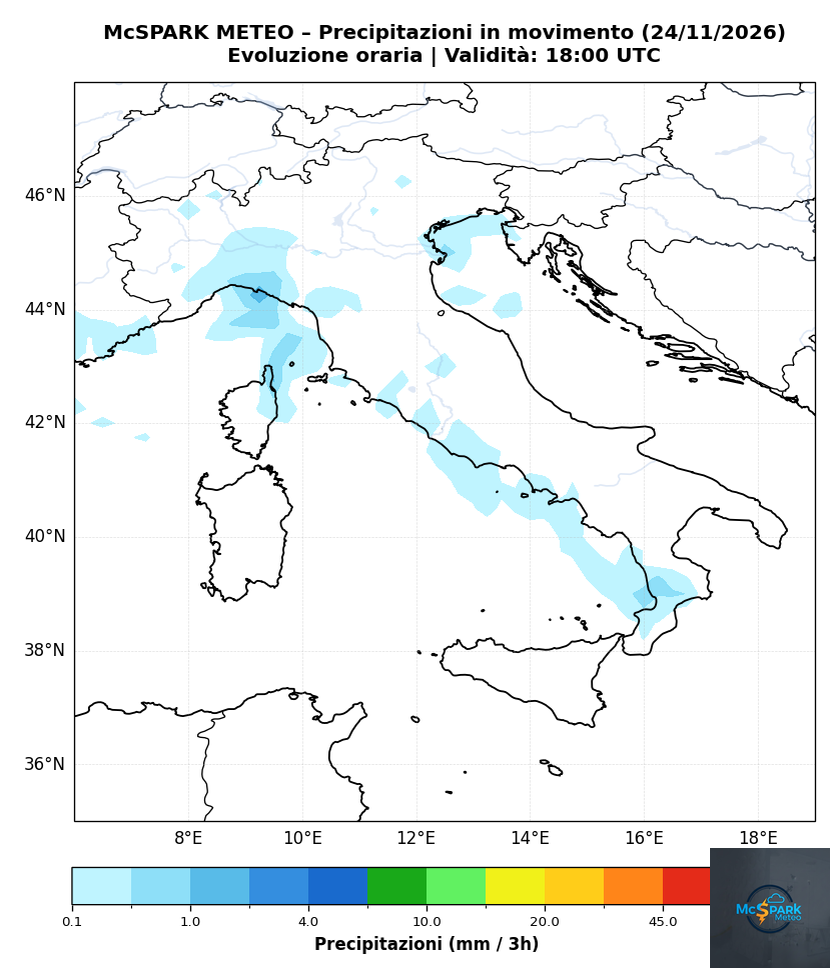 McSPARK METEO – Precipitazioni in movimento (24/11/2026)
Evoluzione oraria | Validità: 18:00 UTC
46°N
44°N
42°N
40°N
38°N
36°N
8°E 10°E 12°E 14°E 16°E 18°E
0.1 1.0 4.0 10.0 20.0 45.0
Precipitazioni (mm / 3h)
McSPARK
Meteo